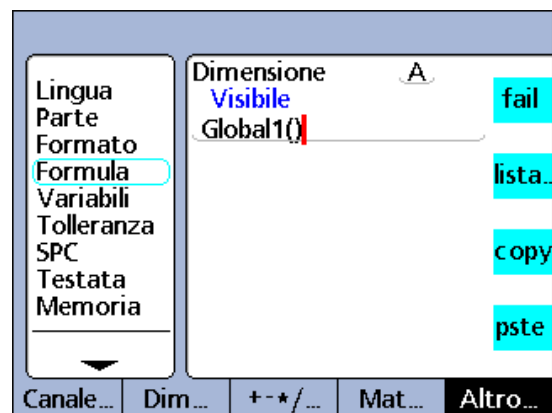 Lingua
Parte
Formato
Formula
Variabili
Tolleranza
SPC
Testata
Memoria
Dimensione A
Visibile
Global1()
fail
lista..
copy
pste
Canale... Dim... +-*/... Mat... Altro...